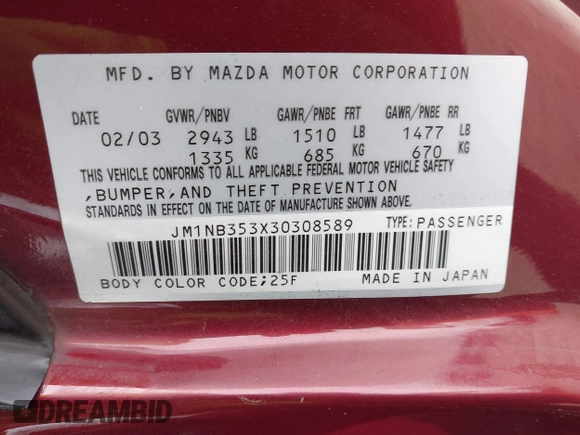 MFD. BY MAZDA MOTOR CORPORATION
DATE GVWR/PNBV GAWR/PNBE FRT GAWR/PNBE RR
02/03 2943 LB 1510 LB 1477 LB
1335 KG 685 KG 670 KG
THIS VEHICLE CONFORMS TO ALL APPLICABLE FEDERAL MOTOR VEHICLE SAFETY
,BUMPER,AND THEFT PREVENTION
STANDARDS IN EFFECT ON THE DATE OF MANUFACTURE SHOWN ABOVE.
JM1NB353X30308589 TYPE:PASSENGER
BODY COLOR CODE;25F MADE IN JAPAN
DREAMBID